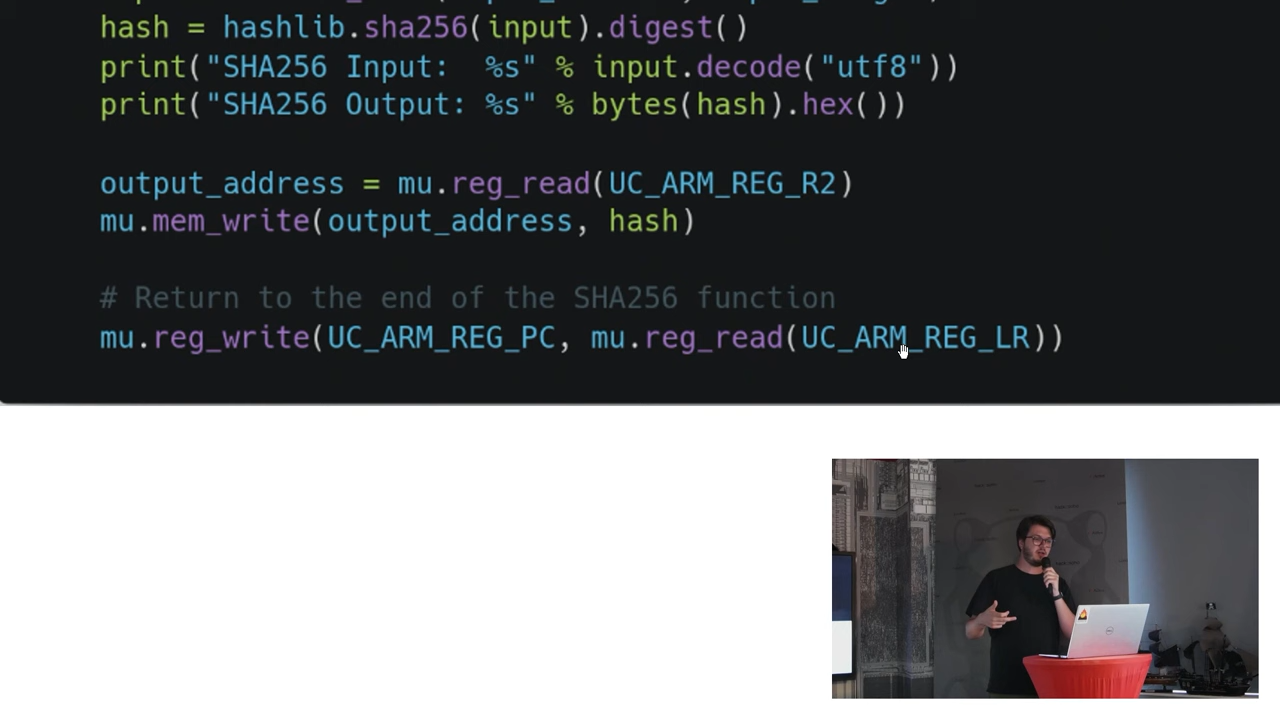 hash = hashlib.sha256(input).digest()
print("SHA256 Input:  %s" % input.decode("utf8"))
print("SHA256 Output: %s" % bytes(hash).hex())
output_address = mu.reg_read(UC_ARM_REG_R2)
mu.mem_write(output_address, hash)
# Return to the end of the SHA256 function
mu.reg_write(UC_ARM_REG_PC, mu.reg_read(UC_ARM_REG_LR))